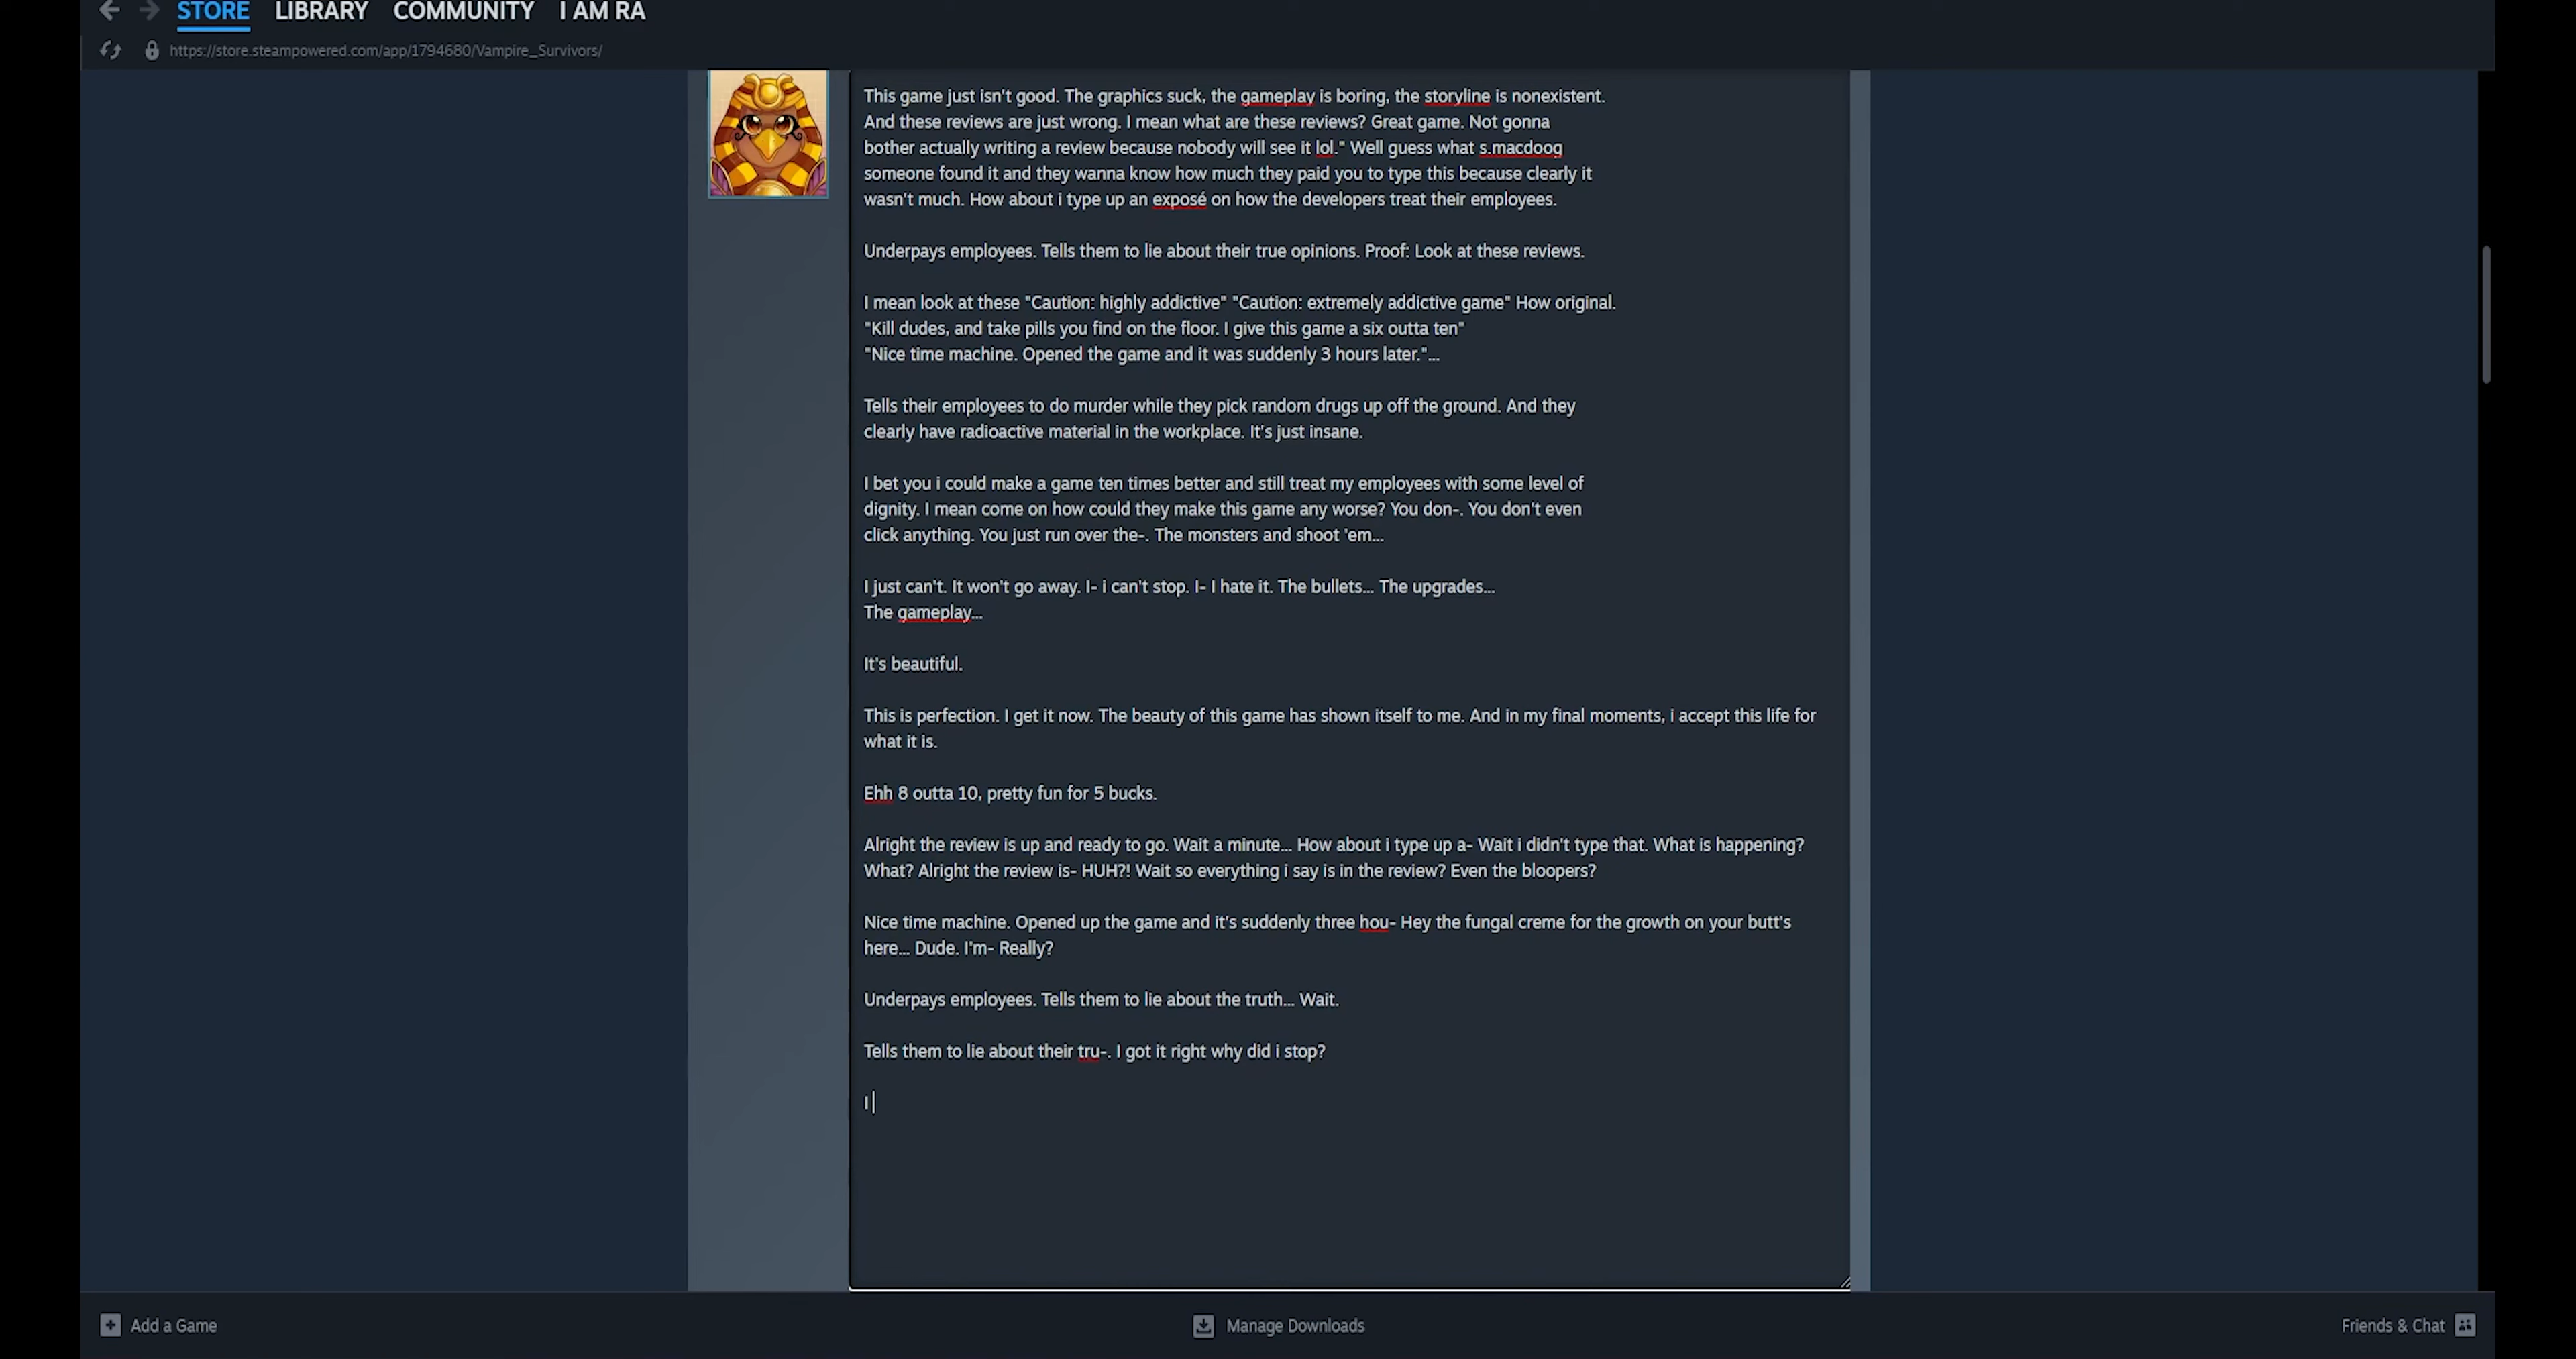 STORE LIBRARY COMMUNITY I AM RA
https://store.steampowered.com/app/1794680/Vampire_Survivors/
This game just isn't good. The graphics suck, the gameplay is boring, the storyline is nonexistent.
And these reviews are just wrong. I mean what are these reviews? Great game. Not gonna
bother actually writing a review because nobody will see it lol." Well guess what s.macdoog
someone found it and they wanna know how much they paid you to type this because clearly it
wasn't much. How about i type up an exposé on how the developers treat their employees.
Underpays employees. Tells them to lie about their true opinions. Proof: Look at these reviews.
I mean look at these "Caution: highly addictive" "Caution: extremely addictive game" How original.
"Kill dudes, and take pills you find on the floor. I give this game a six outta ten"
"Nice time machine. Opened the game and it was suddenly 3 hours later."...
Tells their employees to do murder while they pick random drugs up off the ground. And they
clearly have radioactive material in the workplace. It's just insane.
I bet you i could make a game ten times better and still treat my employees with some level of
dignity. I mean come on how could they make this game any worse? You don-. You don't even
click anything. You just run over the-. The monsters and shoot 'em...
I just can't. It won't go away. I- i can't stop. I- I hate it. The bullets... The upgrades...
The gameplay...
It's beautiful.
This is perfection. I get it now. The beauty of this game has shown itself to me. And in my final moments, i accept this life for
what it is.
Ehh 8 outta 10, pretty fun for 5 bucks.
Alright the review is up and ready to go. Wait a minute... How about i type up a- Wait i didn't type that. What is happening?
What? Alright the review is- HUH?! Wait so everything i say is in the review? Even the bloopers?
Nice time machine. Opened up the game and it's suddenly three hou- Hey the fungal creme for the growth on your butt's
here... Dude. I'm- Really?
Underpays employees. Tells them to lie about the truth... Wait.
Tells them to lie about their tru-. I got it right why did i stop?
I
Add a Game Manage Downloads Friends & Chat